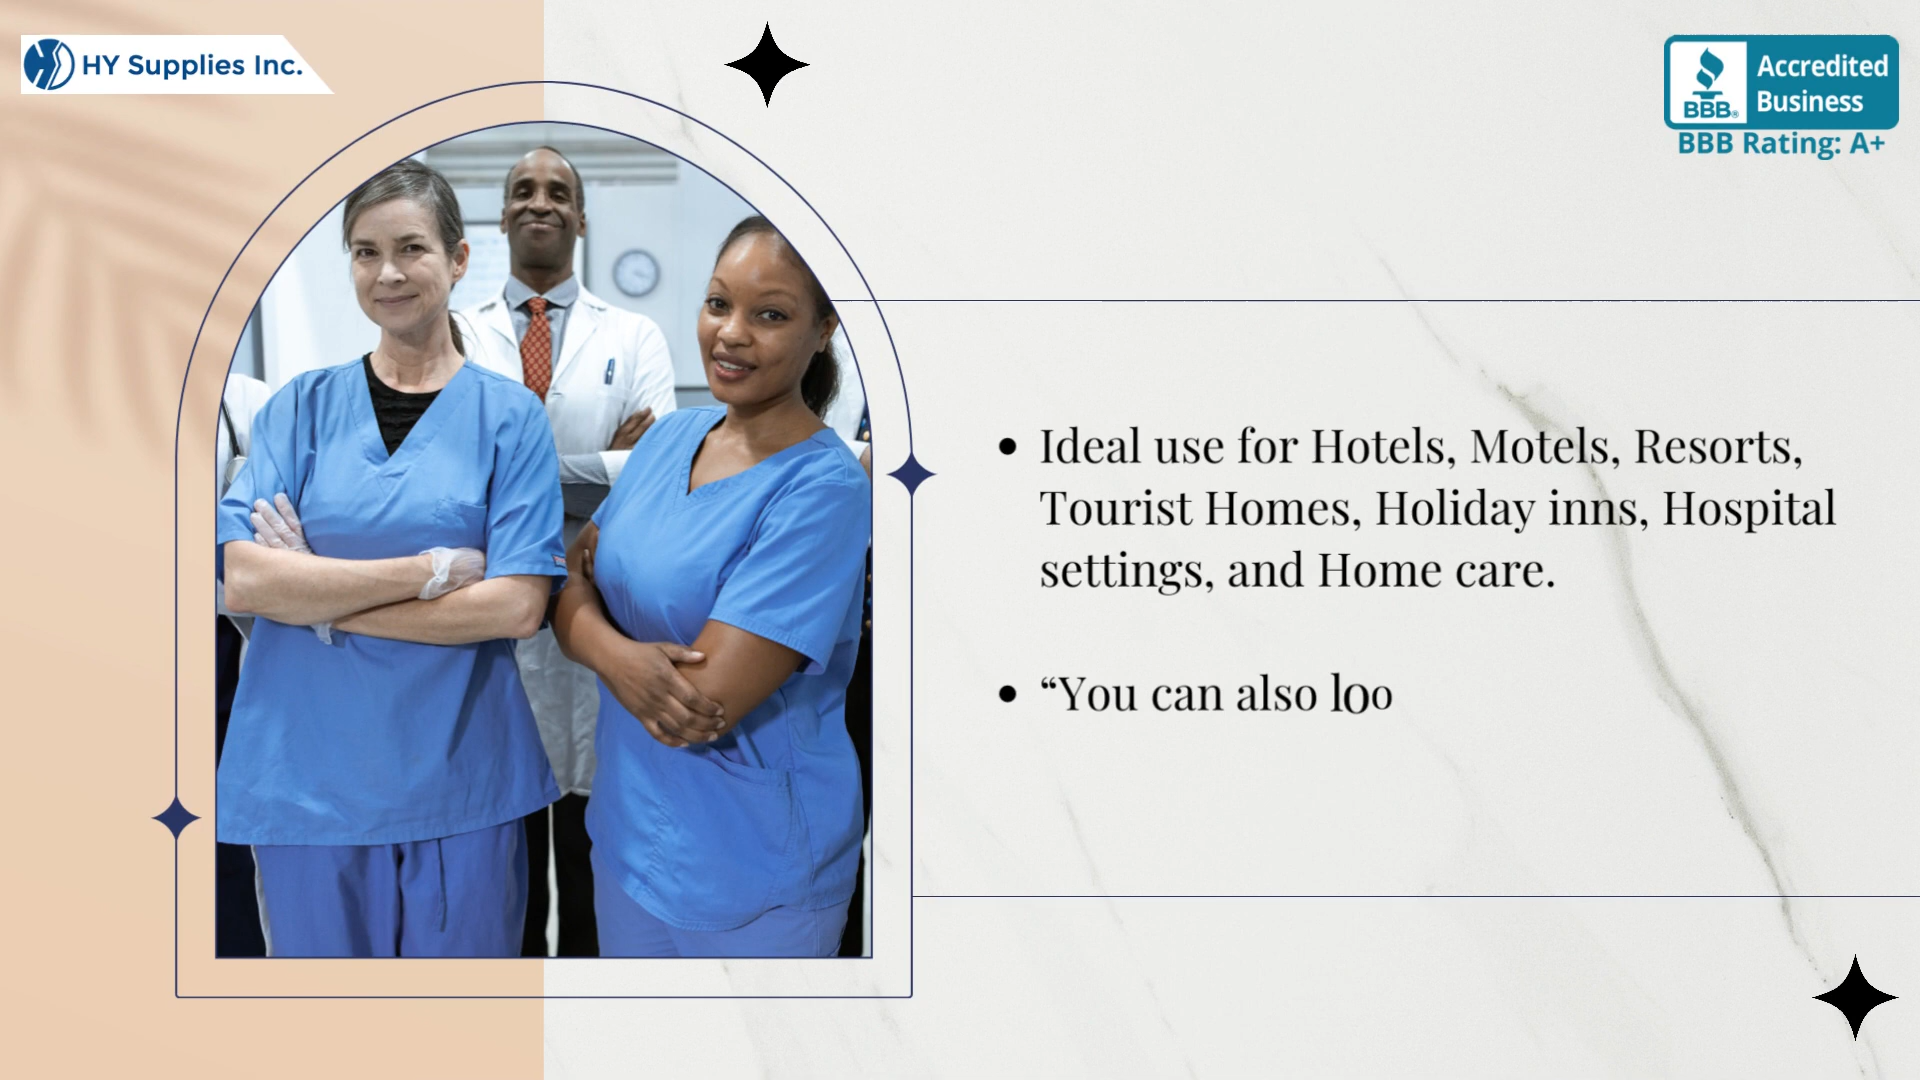 HY Supplies Inc.
Accredited
Business
BBB®
BBB Rating: A+
• Ideal use for Hotels, Motels, Resorts,
Tourist Homes, Holiday inns, Hospital
settings, and Home care.
• “You can also loo